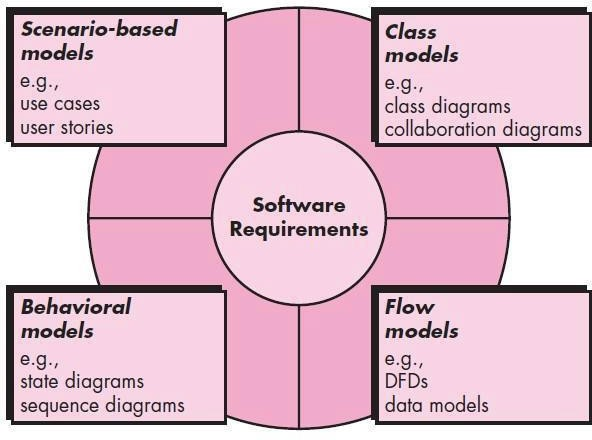 Scenario-based
models
e.g.,
use cases
user stories
Class
models
e.g.,
class diagrams
collaboration diagrams
Software
Requirements
Behavioral
models
e.g.,
state diagrams
sequence diagrams
Flow
models
e.g.,
DFDs
data models